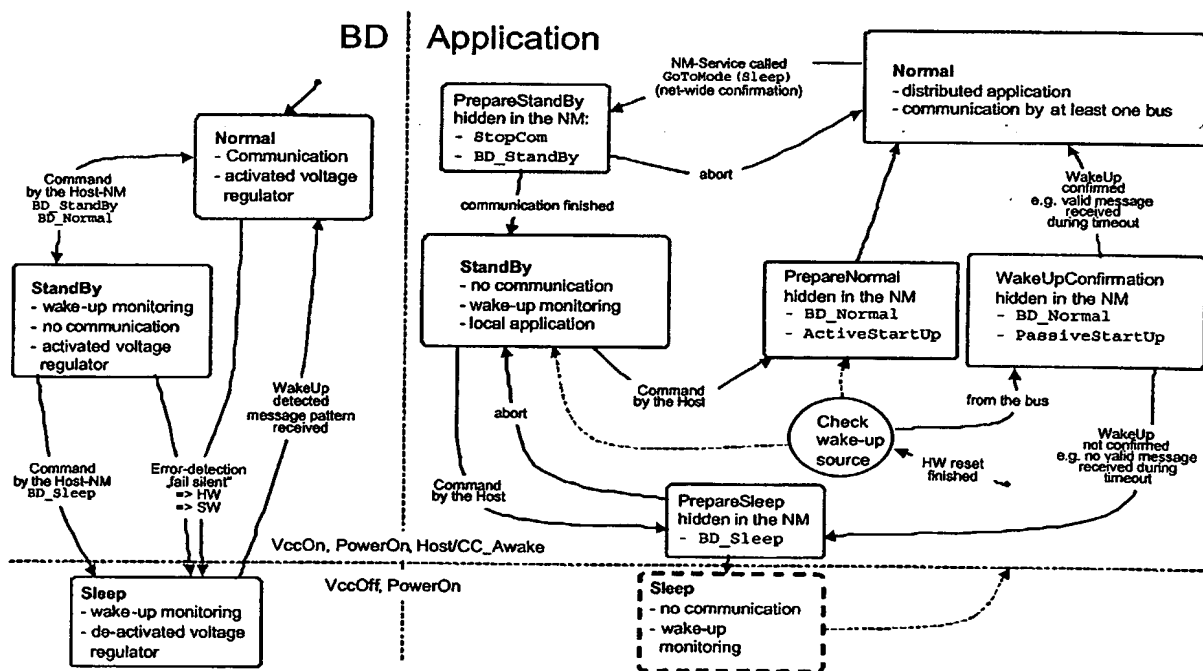 BD
Application
Normal
- Communication
- activated voltage
regulator
Command
by the Host-NM
BD_StandBy
BD_Normal
StandBy
- wake-up monitoring
- no communication
- activated voltage
regulator
WakeUp
detected
message pattern
received
Command
by the Host-NM
BD_Sleep
Error-detection
„fail silent"
=> HW
=> SW
Sleep
- wake-up monitoring
- de-activated voltage
regulator
VccOn, PowerOn, Host/CC_Awake
VccOff, PowerOn
PrepareStandBy
hidden in the NM:
- StopCom
- BD_StandBy
NM-Service called
GoToMode (Sleep)
(net-wide confirmation)
Normal
- distributed application
- communication by at least one bus
abort
communication finished
WakeUp
confirmed
e.g. valid message
received
during timeout
StandBy
- no communication
- wake-up monitoring
- local application
PrepareNormal
hidden in the NM
- BD_Normal
- ActiveStartUp
WakeUpConfirmation
hidden in the NM
- BD_Normal
- PassiveStartUp
Command
by the Host
abort
from the bus
Check
wake-up
source
Command
by the Host
HW reset
finished
WakeUp
not confirmed
e.g. no valid message
received during
timeout
PrepareSleep
hidden in the NM
- BD_Sleep
Sleep
- no communication
- wake-up
monitoring